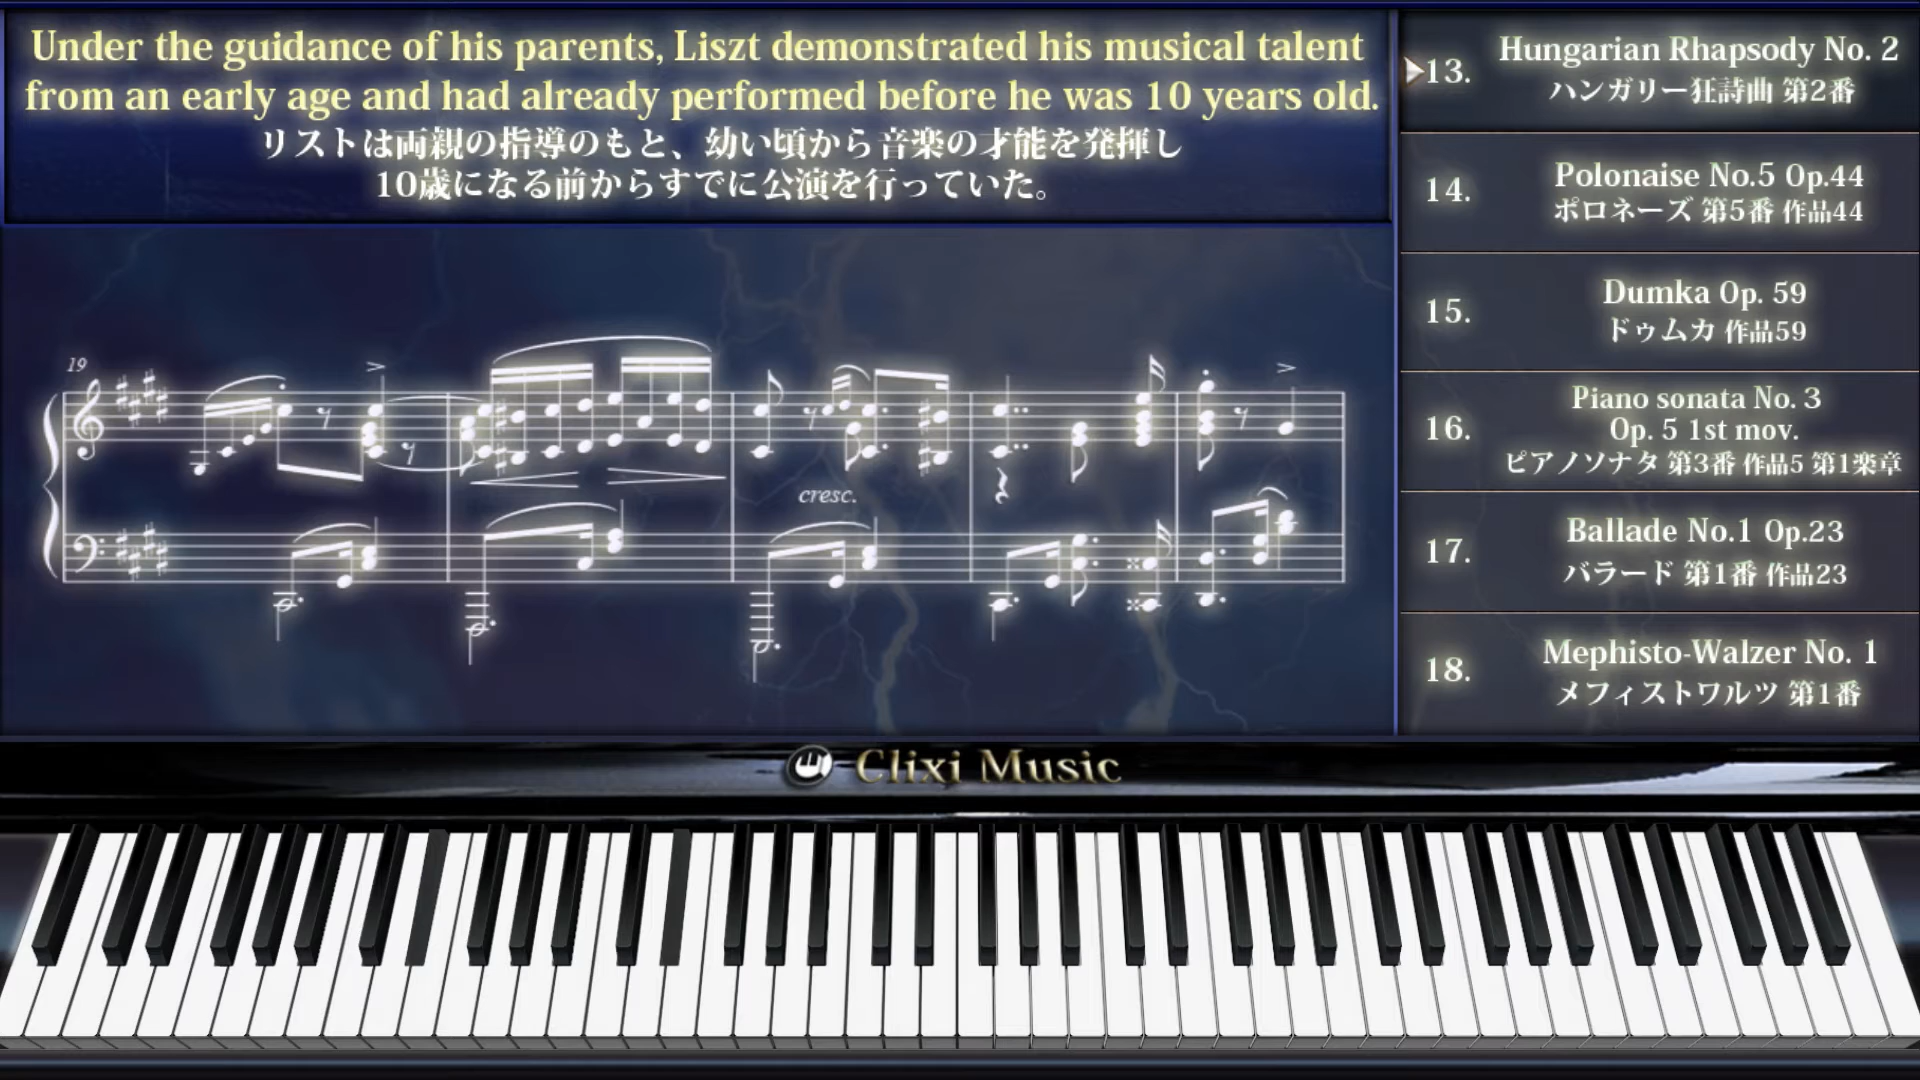 Under the guidance of his parents, Liszt demonstrated his musical talent
from an early age and had already performed before he was 10 years old.
リストは両親の指導のもと、幼い頃から音楽の才能を発揮し
10歳になる前からすでに公演を行っていた。
13. Hungarian Rhapsody No. 2
ハンガリー狂詩曲 第2番
14. Polonaise No.5 Op.44
ポロネーズ 第5番 作品44
15. Dumka Op. 59
ドゥムカ 作品59
16. Piano sonata No. 3
Op. 5 1st mov.
ピアノソナタ 第3番 作品5 第1楽章
17. Ballade No.1 Op.23
バラード 第1番 作品23
18. Mephisto-Walzer No. 1
メフィストワルツ 第1番
19
cresc.
Clixi Music